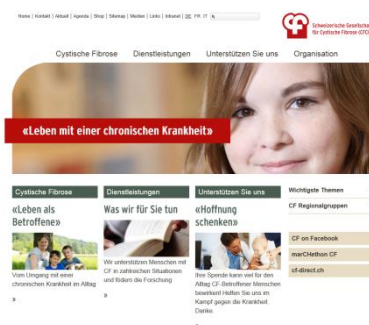 Home | Kontakt | Aktuell | Agenda | Shop | Sitemap | Medien | Links | Intranet | DE FR IT
CF
Schweizerische Gesellschaft
für Cystische Fibrose (CFCH)
Cystische Fibrose Dienstleistungen Unterstützen Sie uns Organisation
«Leben mit einer chronischen Krankheit»
Cystische Fibrose
«Leben als
Betroffene»
Vom Umgang mit einer
chronischen Krankheit im Alltag
»
Dienstleistungen
Was wir für Sie tun
Wir unterstützen Menschen mit
CF in zahlreichen Situationen
und fördern die Forschung
»
Unterstützen Sie uns
«Hoffnung
schenken»
Ihre Spende kann viel für den
Alltag CF-Betroffener Menschen
bewirken! Helfen Sie uns im
Kampf gegen die Krankheit.
Danke.
Wichtigste Themen
CF Regionalgruppen
CF on Facebook
marCHethon CF
cf-direct.ch